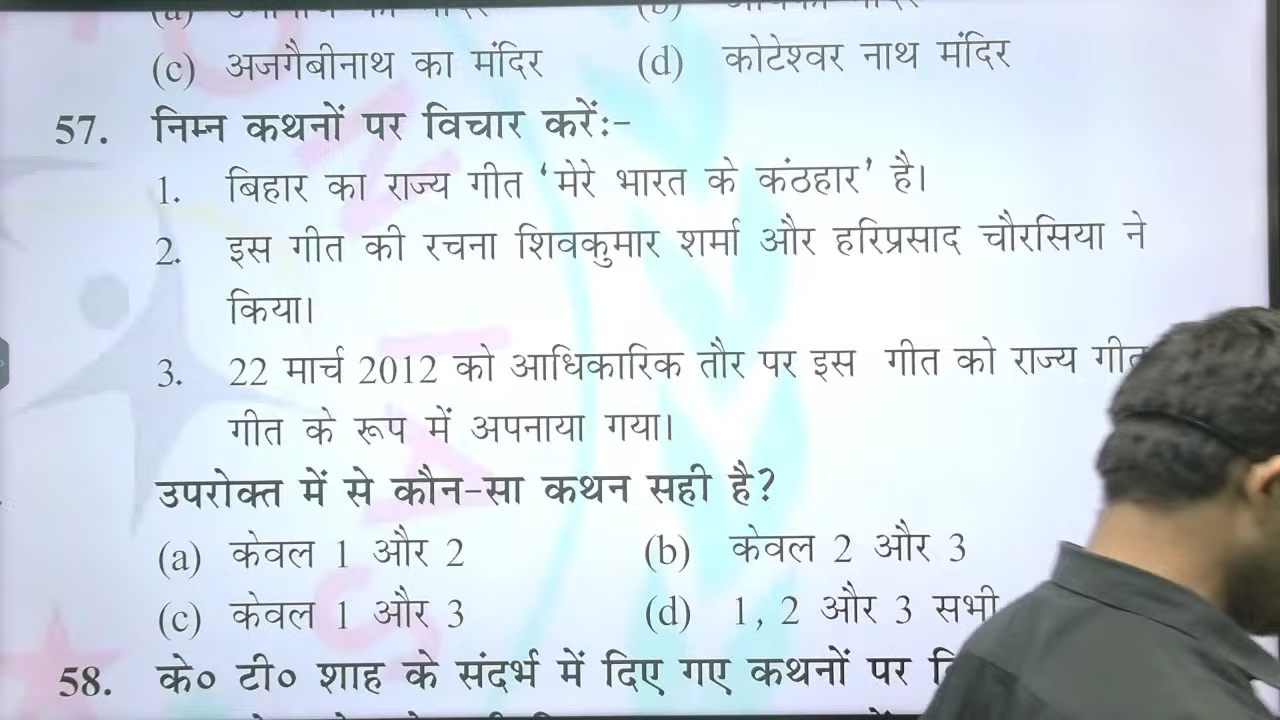 (c) अजगैबीनाथ का मंदिर (d) कोटेश्वर नाथ मंदिर
57. निम्न कथनों पर विचार करें:-
1. बिहार का राज्य गीत ‘मेरे भारत के कंठहार’ है।
2. इस गीत की रचना शिवकुमार शर्मा और हरिप्रसाद चौरसिया ने
किया।
3. 22 मार्च 2012 को आधिकारिक तौर पर इस गीत को राज्य गीत
गीत के रूप में अपनाया गया।
उपरोक्त में से कौन-सा कथन सही है?
(a) केवल 1 और 2 (b) केवल 2 और 3
(c) केवल 1 और 3 (d) 1, 2 और 3 सभी
58. के० टी० शाह के संदर्भ में दिए गए कथनों पर